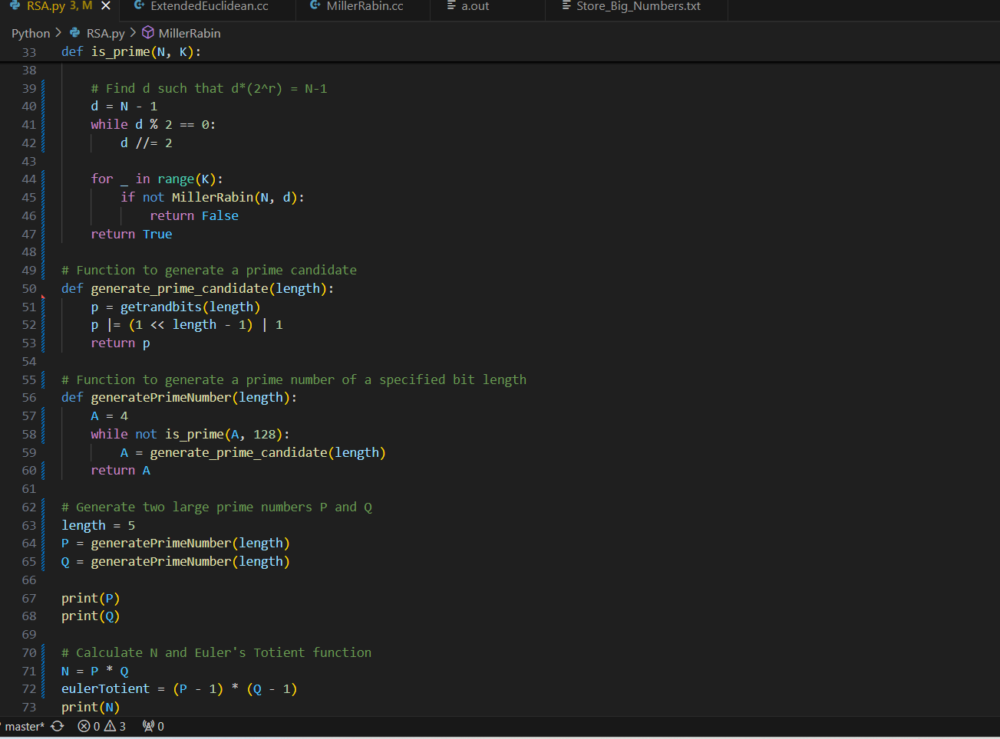 RSA.py 3, M
ExtendedEuclidean.cc
MillerRabin.cc
a.out
Store_Big_Numbers.txt
Python > RSA.py > MillerRabin
33 def is_prime(N, K):
38
39 # Find d such that d*(2^r) = N-1
40 d = N - 1
41 while d % 2 == 0:
42 d //= 2
43
44 for _ in range(K):
45 if not MillerRabin(N, d):
46 return False
47 return True
48
49 # Function to generate a prime candidate
50 def generate_prime_candidate(length):
51 p = getrandbits(length)
52 p |= (1 << length - 1) | 1
53 return p
54
55 # Function to generate a prime number of a specified bit length
56 def generatePrimeNumber(length):
57 A = 4
58 while not is_prime(A, 128):
59 A = generate_prime_candidate(length)
60 return A
61
62 # Generate two large prime numbers P and Q
63 length = 5
64 P = generatePrimeNumber(length)
65 Q = generatePrimeNumber(length)
66
67 print(P)
68 print(Q)
69
70 # Calculate N and Euler's Totient function
71 N = P * Q
72 eulerTotient = (P - 1) * (Q - 1)
73 print(N)
master* 0 3 0